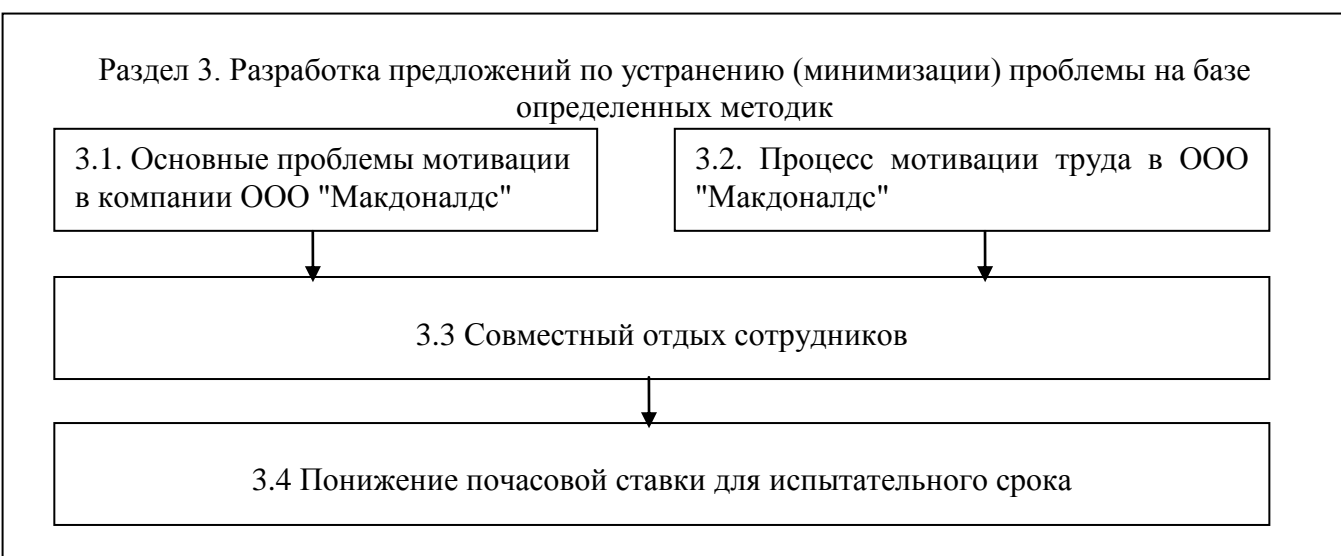 Раздел 3. Разработка предложений по устранению (минимизации) проблемы на базе
определенных методик
3.1. Основные проблемы мотивации
в компании ООО "Макдоналдс"
3.2. Процесс мотивации труда в ООО
"Макдоналдс"
3.3 Совместный отдых сотрудников
3.4 Понижение почасовой ставки для испытательного срока